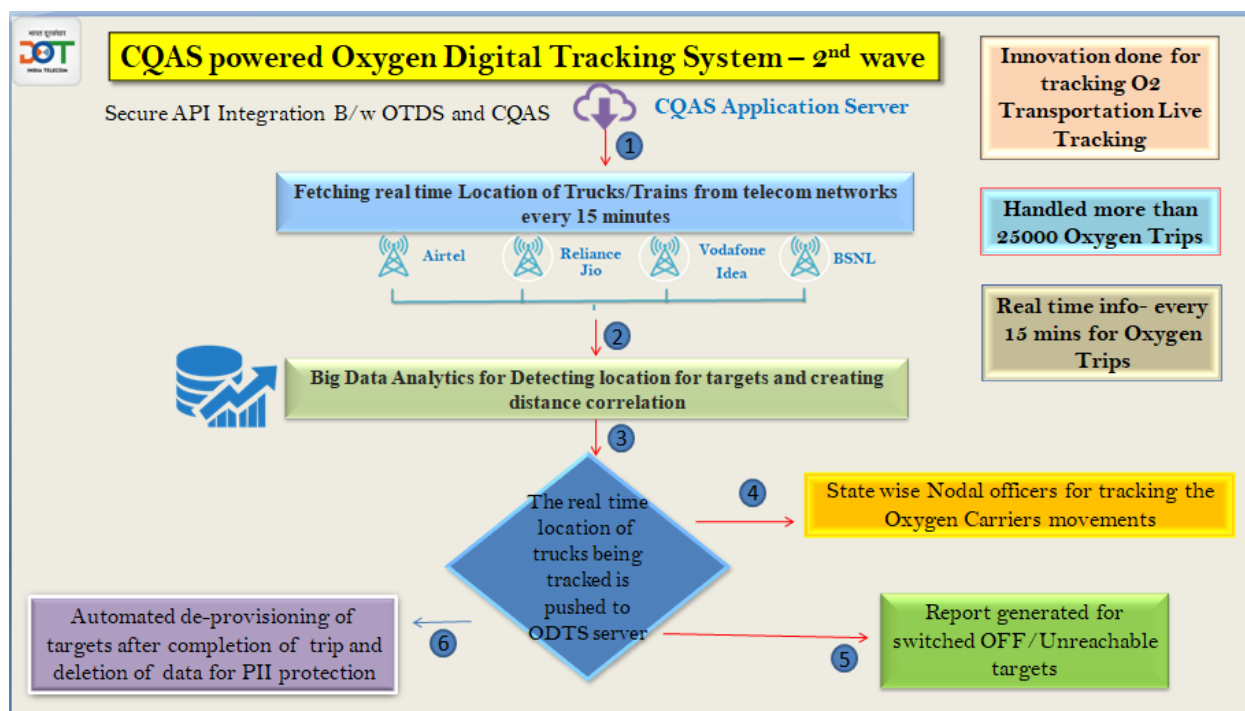 भारत दूरसंचार
DOT
INDIA TELECOM
CQAS powered Oxygen Digital Tracking System – 2nd wave
Secure API Integration B/w OTDS and CQAS
CQAS Application Server
1
Fetching real time Location of Trucks/Trains from telecom networks
every 15 minutes
Airtel
Reliance
Jio
Vodafone
Idea
BSNL
2
Big Data Analytics for Detecting location for targets and creating
distance correlation
3
The real time
location of
trucks being
tracked is
pushed to
ODTS server
4
State wise Nodal officers for tracking the
Oxygen Carriers movements
5
Report generated for
switched OFF/Unreachable
targets
6
Automated de-provisioning of
targets after completion of trip and
deletion of data for PII protection
Innovation done for
tracking O2
Transportation Live
Tracking
Handled more than
25000 Oxygen Trips
Real time info- every
15 mins for Oxygen
Trips